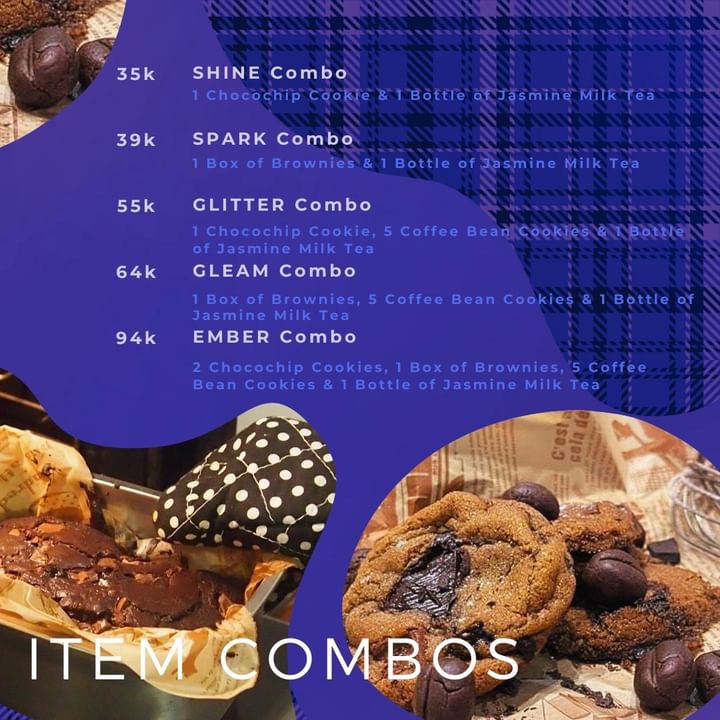 35k SHINE Combo
1 Chocochip Cookie & 1 Bottle of Jasmine Milk Tea
39k SPARK Combo
1 Box of Brownies & 1 Bottle of Jasmine Milk Tea
55k GLITTER Combo
1 Chocochip Cookie, 5 Coffee Bean Cookies & 1 Bottle
of Jasmine Milk Tea
64k GLEAM Combo
1 Box of Brownies, 5 Coffee Bean Cookies & 1 Bottle of
Jasmine Milk Tea
94k EMBER Combo
2 Chocochip Cookies, 1 Box of Brownies, 5 Coffee
Bean Cookies & 1 Bottle of Jasmine Milk Tea
C'est
cela de
ITEM COMBOS